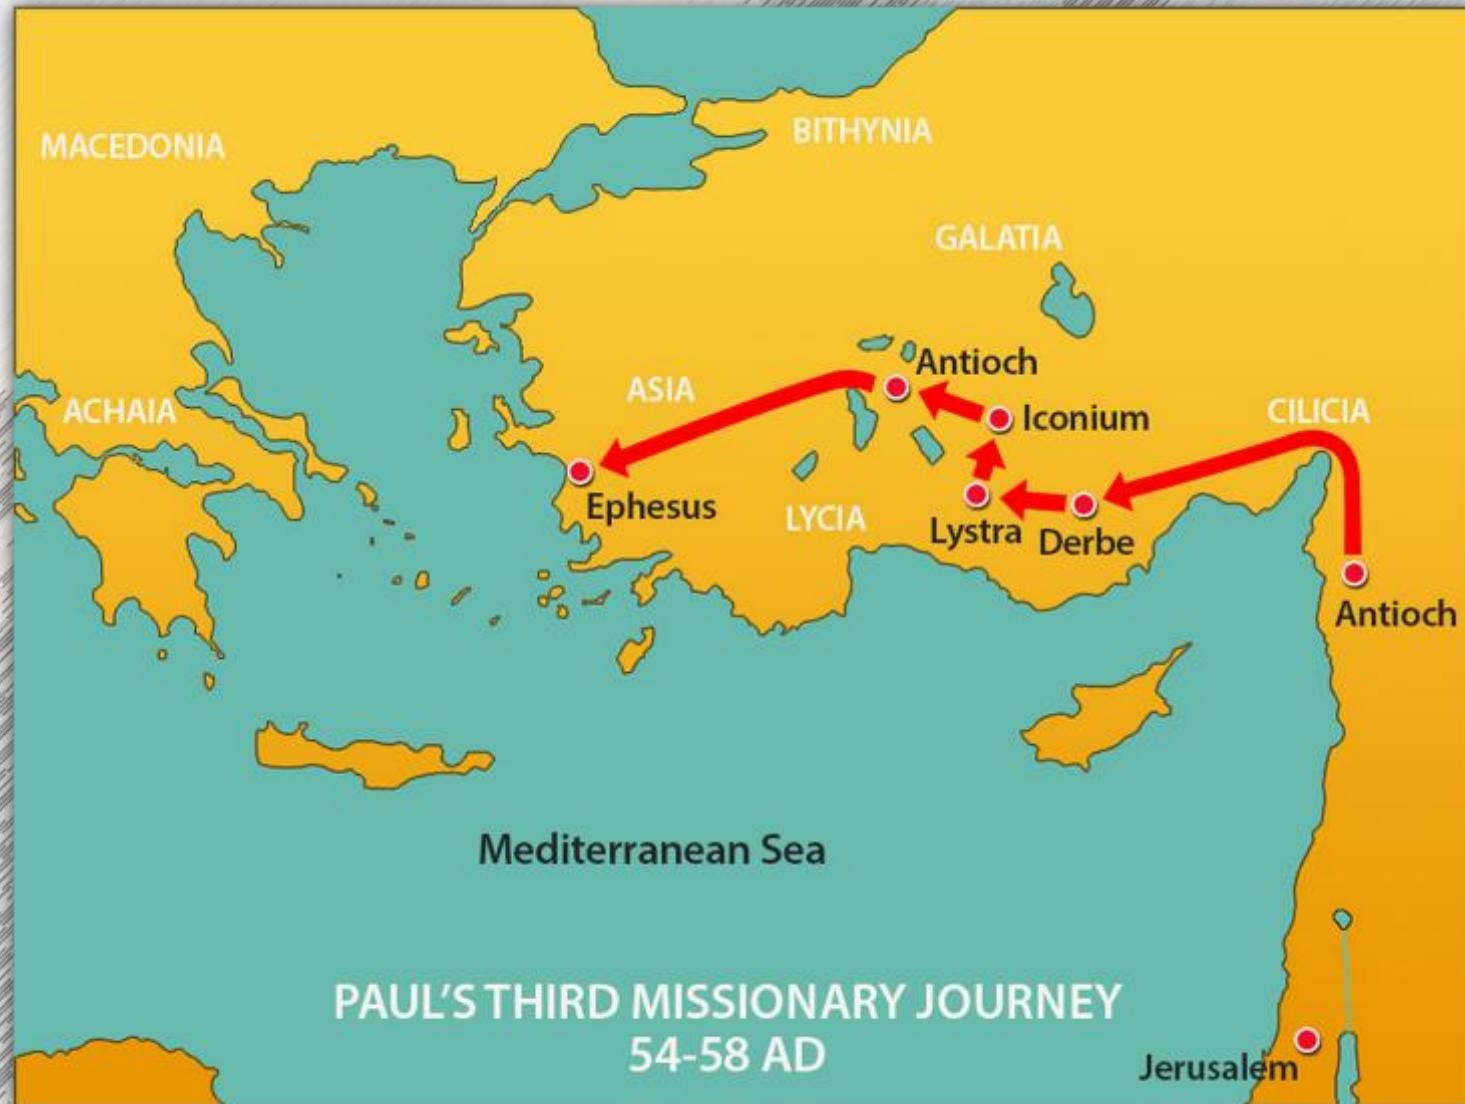 MACEDONIA
BITHYNIA
GALATIA
Antioch
ASIA
ACHAIA
Iconium
CILICIA
Ephesus
LYCIA
Lystra
Derbe
Antioch
Mediterranean Sea
PAUL'S THIRD MISSIONARY JOURNEY
54-58 AD
Jerusalem